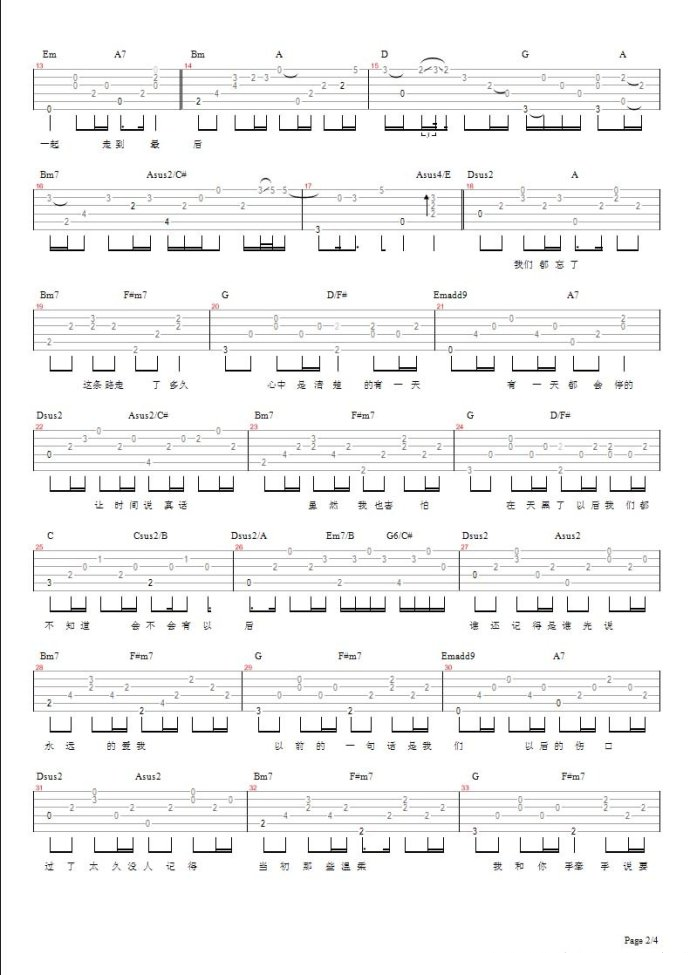 Em A7 Bm A D G A
13 14 15
一起 走到 最 后
Bm7 Asus2/C# Asus4/E Dsus2 A
16 17 18
我们 都 忘了
Bm7 F#m7 G D/F# Emadd9 A7
19 20 21
这条路走 了 多久 心中 是 清 楚 的有 一 天 有 一 天都 会 停的
Dsus2 Asus2/C# Bm7 F#m7 G D/F#
22 23 24
让 时间说 真话 虽 然 我 也害 怕 在 天黑了 以后我 们都
C Csus2/B Dsus2/A Em7/B G6/C# Dsus2 Asus2
25 26 27
不 知道 会不 会有 以 后 谁 还 记 得是谁 先 说
Bm7 F#m7 G F#m7 Emadd9 A7
28 29 30
永 远 的爱我 以 前的 一 句 话 是我 们 以后的 伤 口
Dsus2 Asus2 Bm7 F#m7 G F#m7
31 32 33
过 了 太 久没人 记 得 当 初 那 些 温 柔 我 和 你 手牵 手 说要
Page 2/4